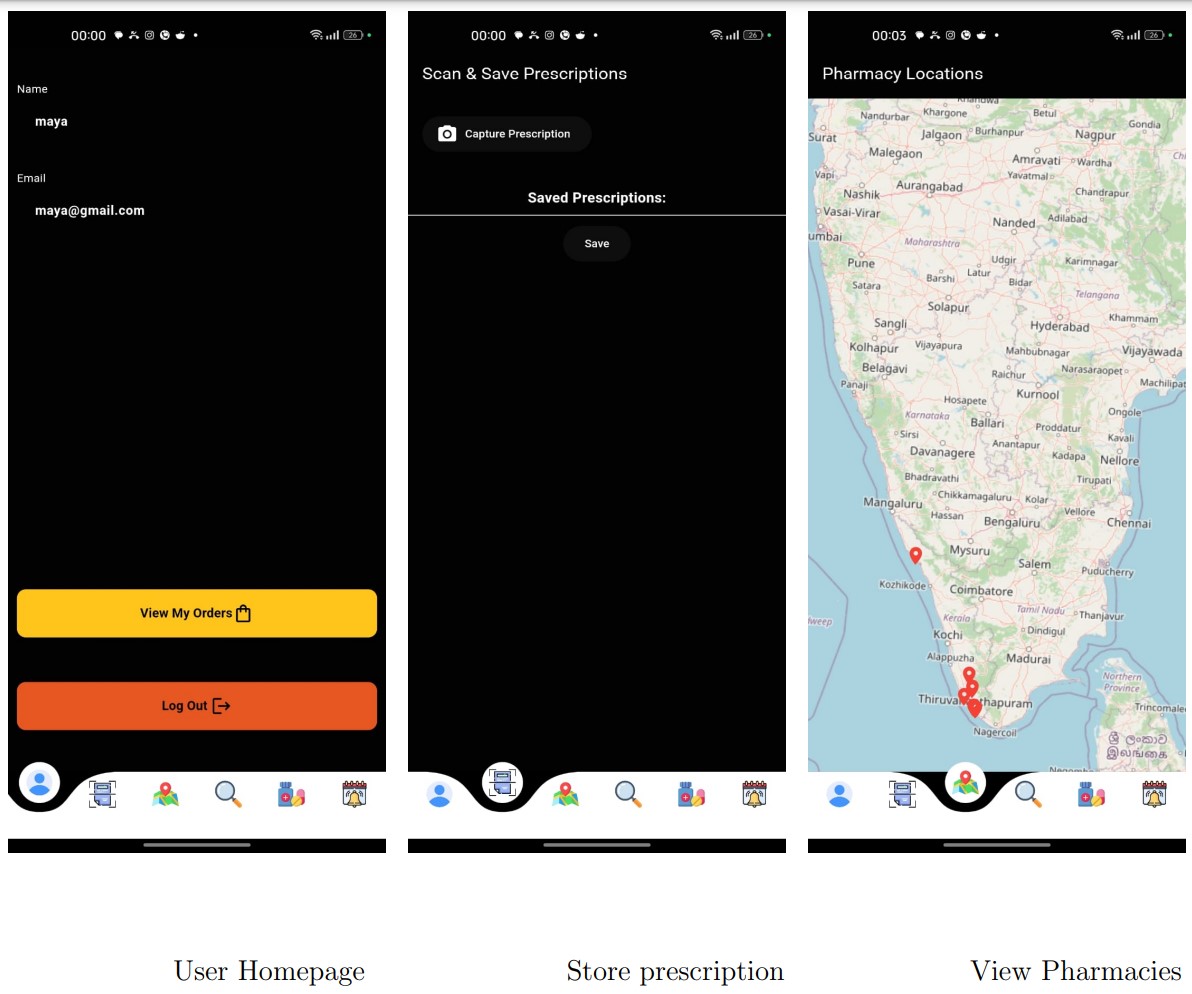 00:00
26
Name
maya
Email
maya@gmail.com
View My Orders
Log Out
User Homepage
00:00
26
Scan & Save Prescriptions
Capture Prescription
Saved Prescriptions:
Save
Store prescription
00:03
26
Pharmacy Locations
Khandwa
Nandurbar
Khargone
Betul
Gondia
Surat
Jalgaon
Burhanpur
Nagpur
Malegaon
Amravati
Wardha
Vapi
Yavatmal
Nashik
Aurangabad
Chandrapur
Vasai-Virar
Nanded
Adilabad
umbai
Maharashtra
Pune
Udgir
Karimnagar
Satara
Barshi
Latur
Bidar
Solapur
Telangana
Sangli
Hyderabad
Khammam
Kolhapur
Vijayapura
Mahbubnagar
Vijayawada
Belagavi
Raichur
Narasaraopet
Panaji
Kurnool
Machilipat
Hosapete
Karnataka
Ballari
Ongole
Sirsi
Proddatur
Kavali
Davanagere
Anantapur
Kadapa
Nellore
Bhadravathi
Tirupati
Mangaluru
Chikkamagaluru
Kolar
Hassan
Vellore
Bengaluru
Chennai
Mysuru
Salem
Puducherry
Kozhikode
Coimbatore
dweep
Kerala
Tamil Nadu
Thanjavur
Kochi
Dindigul
Alappuzha
Madurai
Northern
Province
Thiruva thapuram
Trincomale
Nagercoil
ශ්‍රී ලංකාව
இலங்கை
View Pharmacies